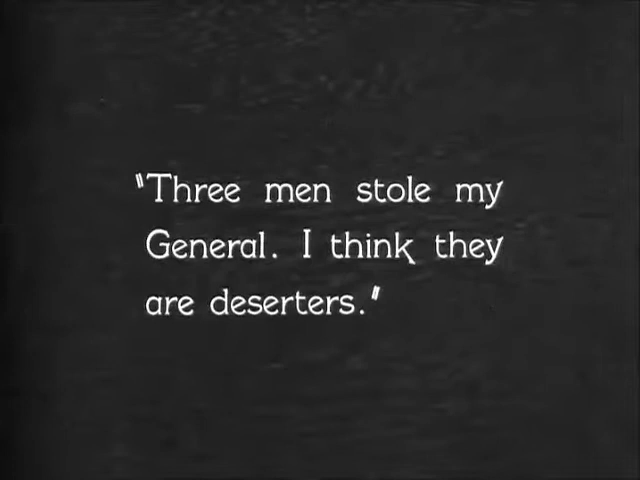 "Three men stole my
General. I think they
are deserters."